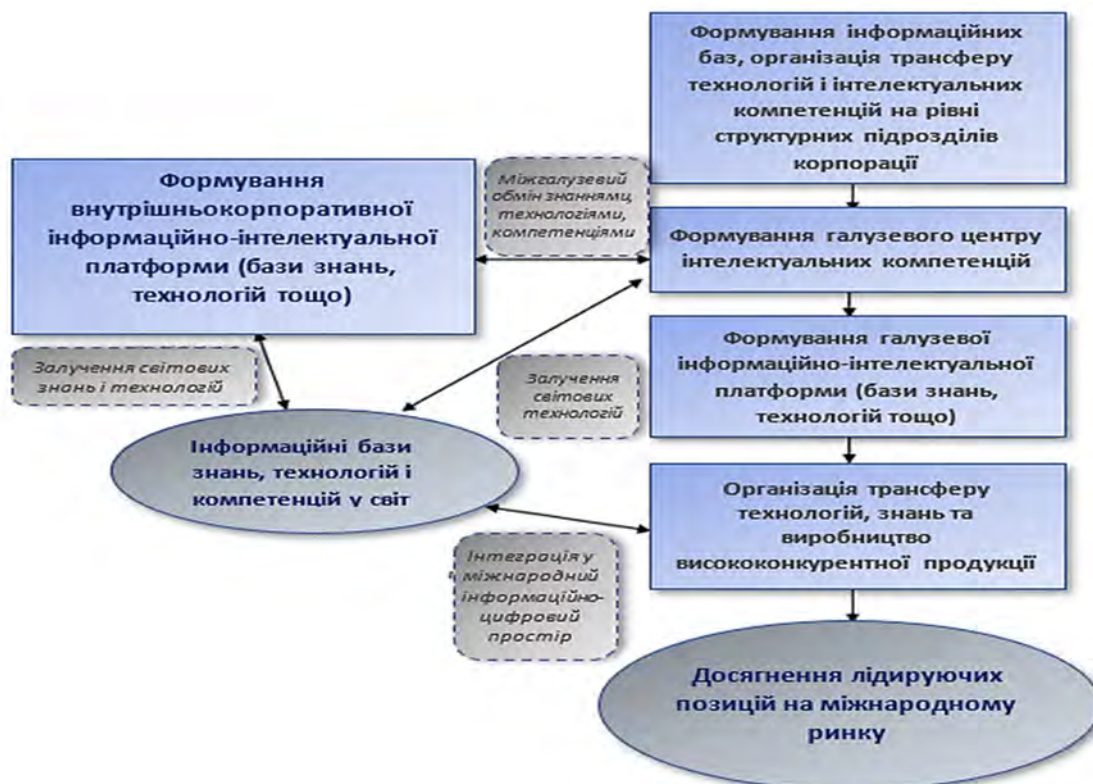 Формування інформаційних
баз, організація трансферу
технологій і інтелектуальних
компетенцій на рівні
структурних підрозділів
корпорації
Формування
внутрішньокорпоративної
інформаційно-інтелектуальної
платформи (бази знань,
технологій тощо)
Міжгалузевий
обмін знаннями,
технологіями,
компетенціями
Формування галузевого центру
інтелектуальних компетенцій
Залучення світових
знань і технологій
Залучення
світових
технологій
Формування галузевої
інформаційно-інтелектуальної
платформи (бази знань,
технологій тощо)
Інформаційні бази
знань, технологій і
компетенцій у світ
Організація трансферу
технологій, знань та
виробництво
висококонкурентної продукції
Інтеграція у
міжнародний
інформаційно-
цифровий
простір
Досягнення лідируючих
позицій на міжнародному
ринку